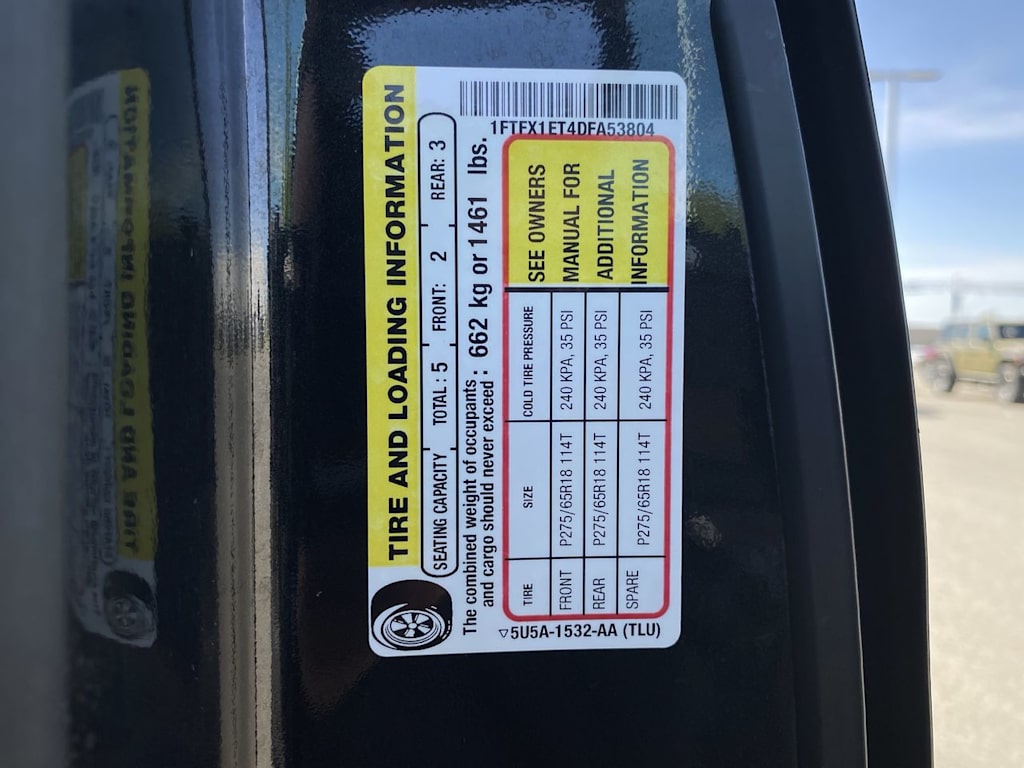 TIRE AND LOADING INFORMATION
SEATING CAPACITY TOTAL: 5 FRONT: 2 REAR: 3
The combined weight of occupants
and cargo should never exceed: 662 kg or 1461 lbs.
TIRE SIZE COLD TIRE PRESSURE
FRONT P275/65R18 114T 240 KPA, 35 PSI
REAR P275/65R18 114T 240 KPA, 35 PSI
SPARE P275/65R18 114T 240 KPA, 35 PSI
SEE OWNERS
MANUAL FOR
ADDITIONAL
INFORMATION
5U5A-1532-AA (TLU)
1FTFX1ET4DFA53804